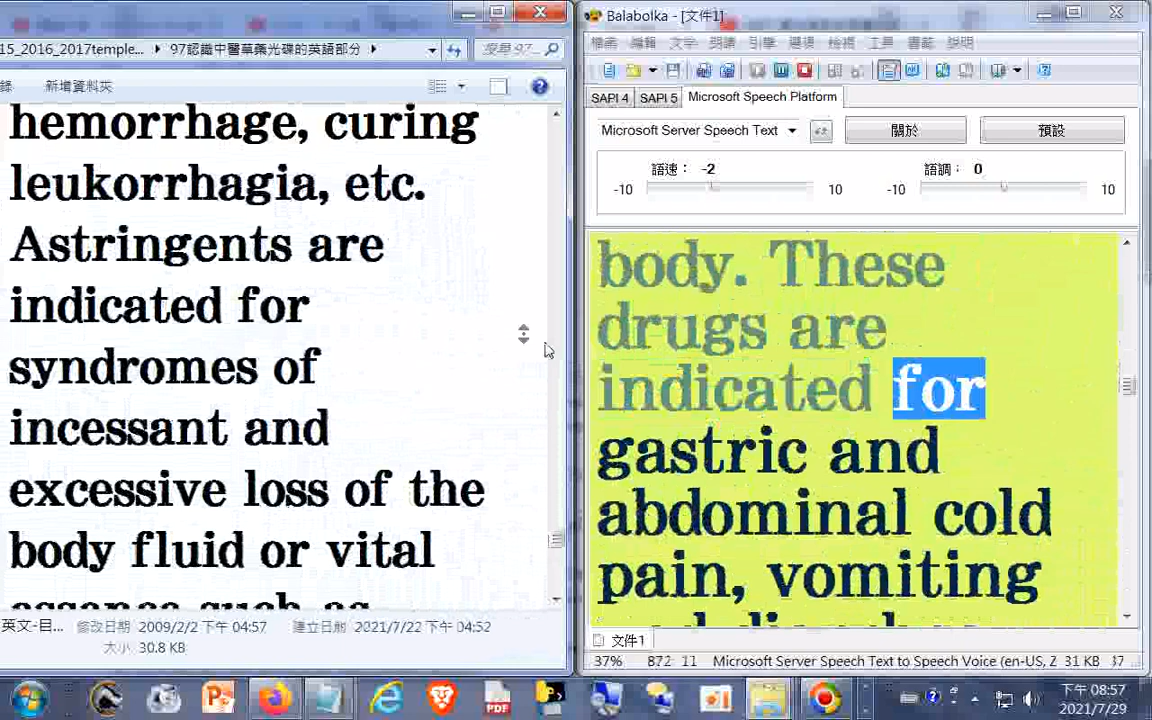 15_2016_2017temple...
97認識中醫草藥光碟的英語部分
搜尋 97...
新增資料夾
hemorrhage, curing
leukorrhagia, etc.
Astringents are
indicated for
syndromes of
incessant and
excessive loss of the
body fluid or vital
英文-目...
修改日期 2009/2/2 下午 04:57
建立日期 2021/7/22 下午 04:52
大小 30.8 KB
Balabolka - [文件1]
檔案 編輯 文字 朗讀 引擎 選項 檢視 工具 書籤 說明
SAPI 4
SAPI 5
Microsoft Speech Platform
Microsoft Server Speech Text
關於
預設
語速： -2
-10
10
語調： 0
-10
10
body. These
drugs are
indicated for
gastric and
abdominal cold
pain, vomiting
文件1
37%
872: 11
Microsoft Server Speech Text to Speech Voice (en-US, Z
31 KB
下午 08:57
2021/7/29